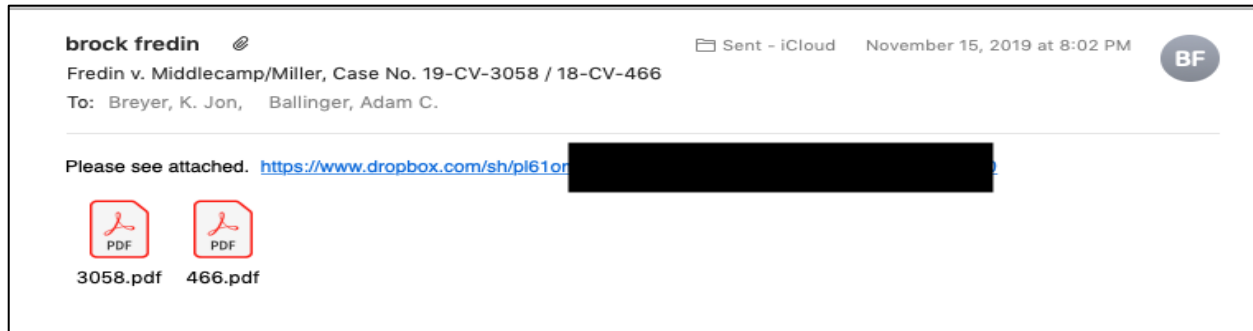 brock fredin Sent - iCloud November 15, 2019 at 8:02 PM
BF
Fredin v. Middlecamp/Miller, Case No. 19-CV-3058 / 18-CV-466
To: Breyer, K. Jon, Ballinger, Adam C.
Please see attached. https://www.dropbox.com/sh/pl61or
PDF PDF
3058.pdf 466.pdf